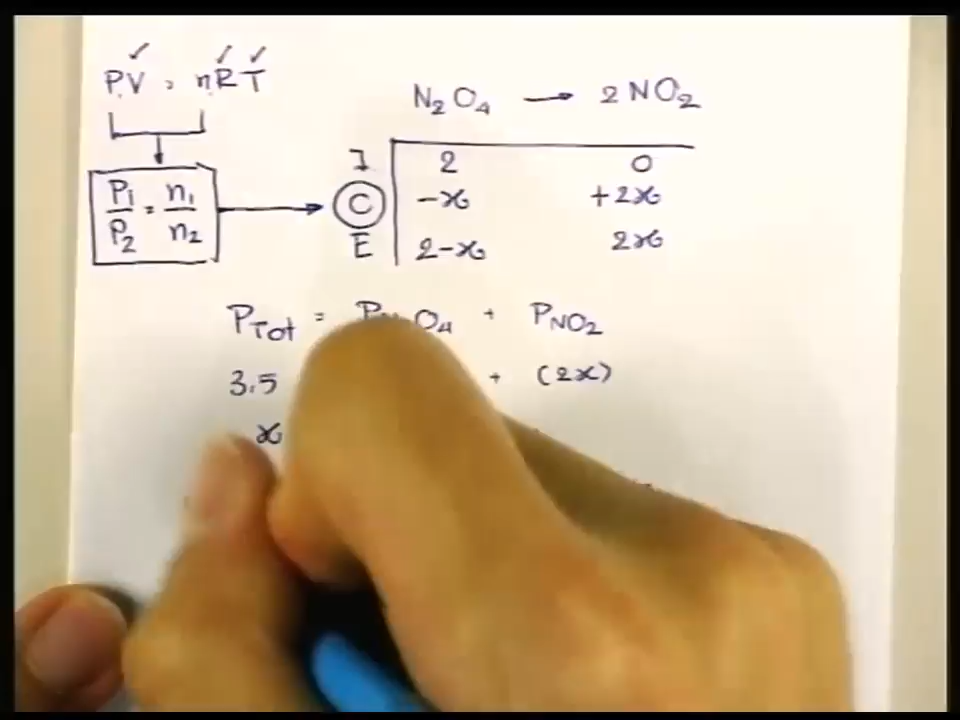 PV = nRT
N2O4 → 2NO2
I 2 0
P1/P2 = n1/n2 → C -x +2x
E 2-x 2x
PTot = O4 + PNO2
3.5 + (2x)
x